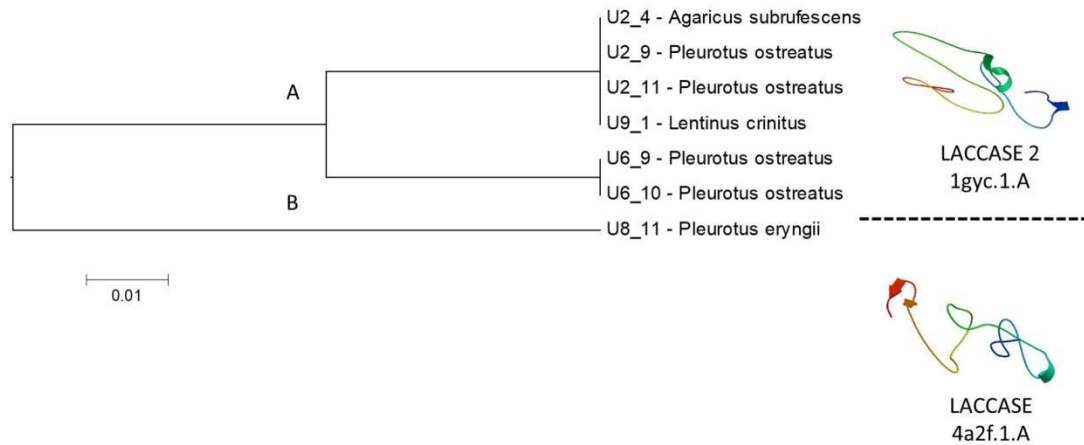 U2_4 - Agaricus subrufescens
U2_9 - Pleurotus ostreatus
U2_11 - Pleurotus ostreatus
U9_1 - Lentinus crinitus
U6_9 - Pleurotus ostreatus
U6_10 - Pleurotus ostreatus
U8_11 - Pleurotus eryngii
A
B
0.01
LACCASE 2
1gyc.1.A
LACCASE
4a2f.1.A